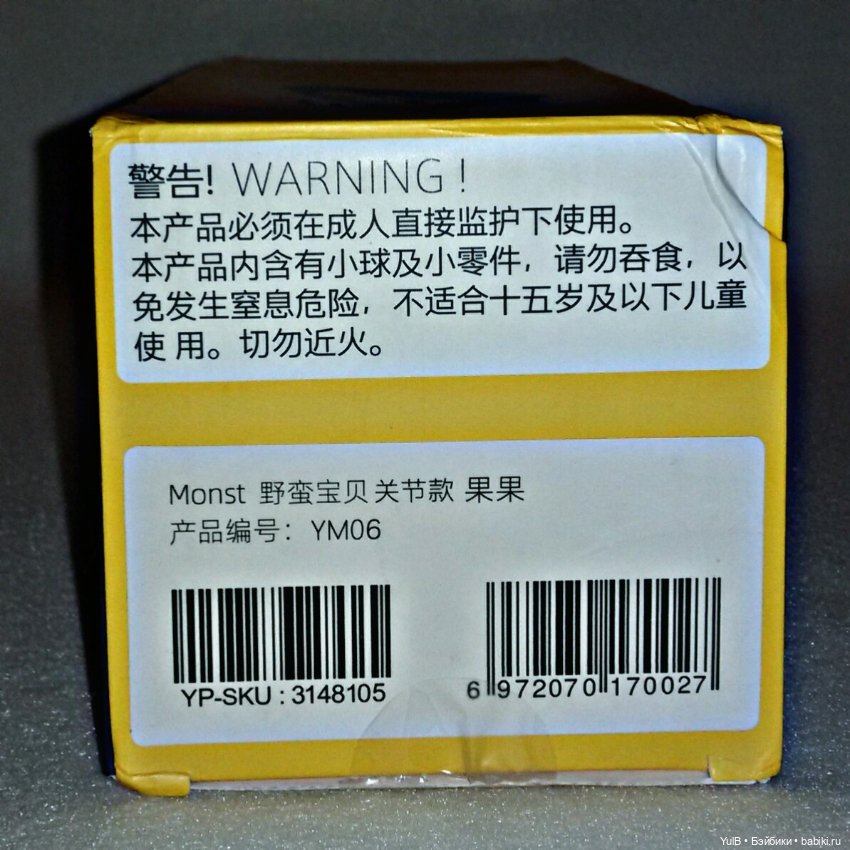 警告! WARNING !
本产品必须在成人直接监护下使用。
本产品内含有小球及小零件，请勿吞食，以
免发生窒息危险，不适合十五岁及以下儿童
使 用。切勿近火。
Monst 野蛮宝贝关节款 果果
产品编号：YM06
YP-SKU : 3148105
6 972070 170027
YulB • Бэйбики • babiki.ru